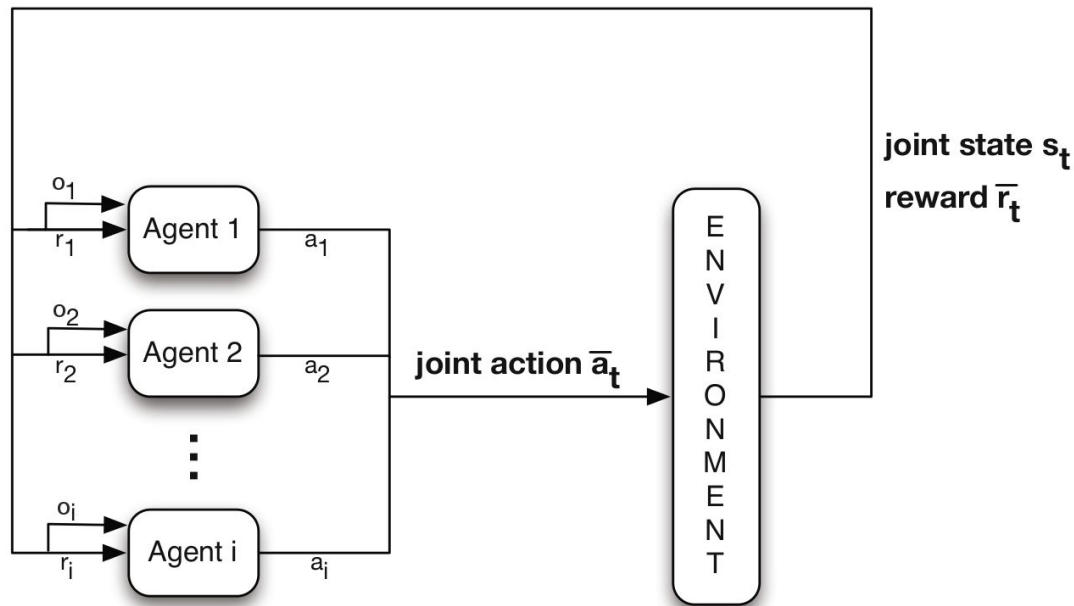 joint state s_t
reward r̅_t
o_1
r_1
Agent 1
a_1
o_2
r_2
Agent 2
a_2
joint action a̅_t
⋮
o_i
r_i
Agent i
a_i
E
N
V
I
R
O
N
M
E
N
T